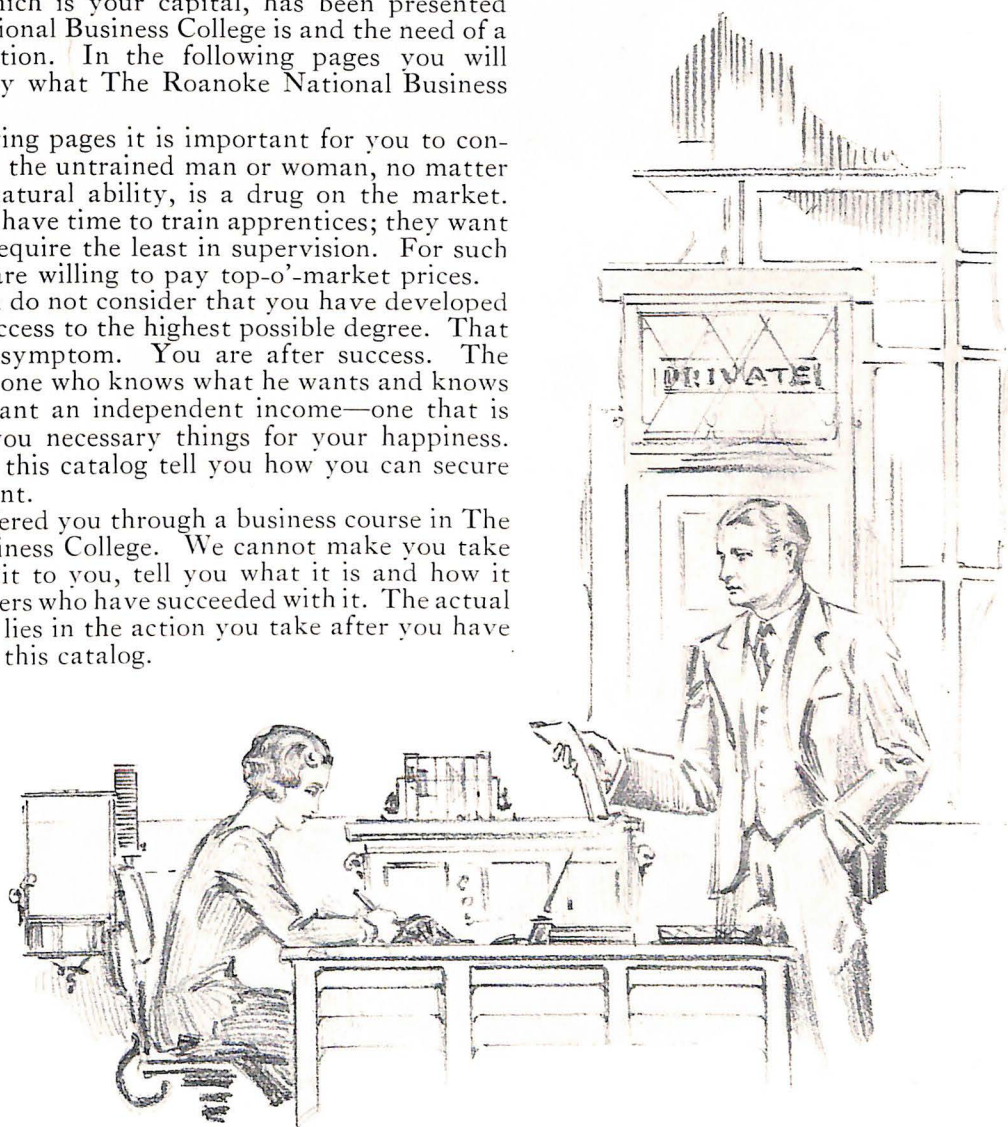 which is your capital, has been presented
ional Business College is and the need of a
tion. In the following pages you will
y what The Roanoke National Business
ing pages it is important for you to con-
the untrained man or woman, no matter
atural ability, is a drug on the market.
have time to train apprentices; they want
equire the least in supervision. For such
re willing to pay top-o'-market prices.
do not consider that you have developed
ccess to the highest possible degree. That
symptom. You are after success. The
one who knows what he wants and knows
ant an independent income—one that is
ou necessary things for your happiness.
this catalog tell you how you can secure
nt.
ered you through a business course in The
iness College. We cannot make you take
it to you, tell you what it is and how it
ers who have succeeded with it. The actual
lies in the action you take after you have
this catalog.
PRIVATE